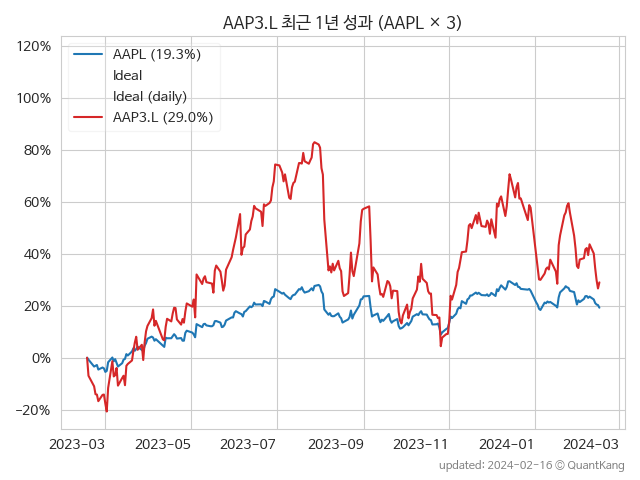 AAP3.L 최근 1년 성과 (AAPL × 3)
120%
100%
80%
60%
40%
20%
0%
−20%
AAPL (19.3%)
Ideal
Ideal (daily)
AAP3.L (29.0%)
2023-03
2023-05
2023-07
2023-09
2023-11
2024-01
2024-03
updated: 2024-02-16 © QuantKang